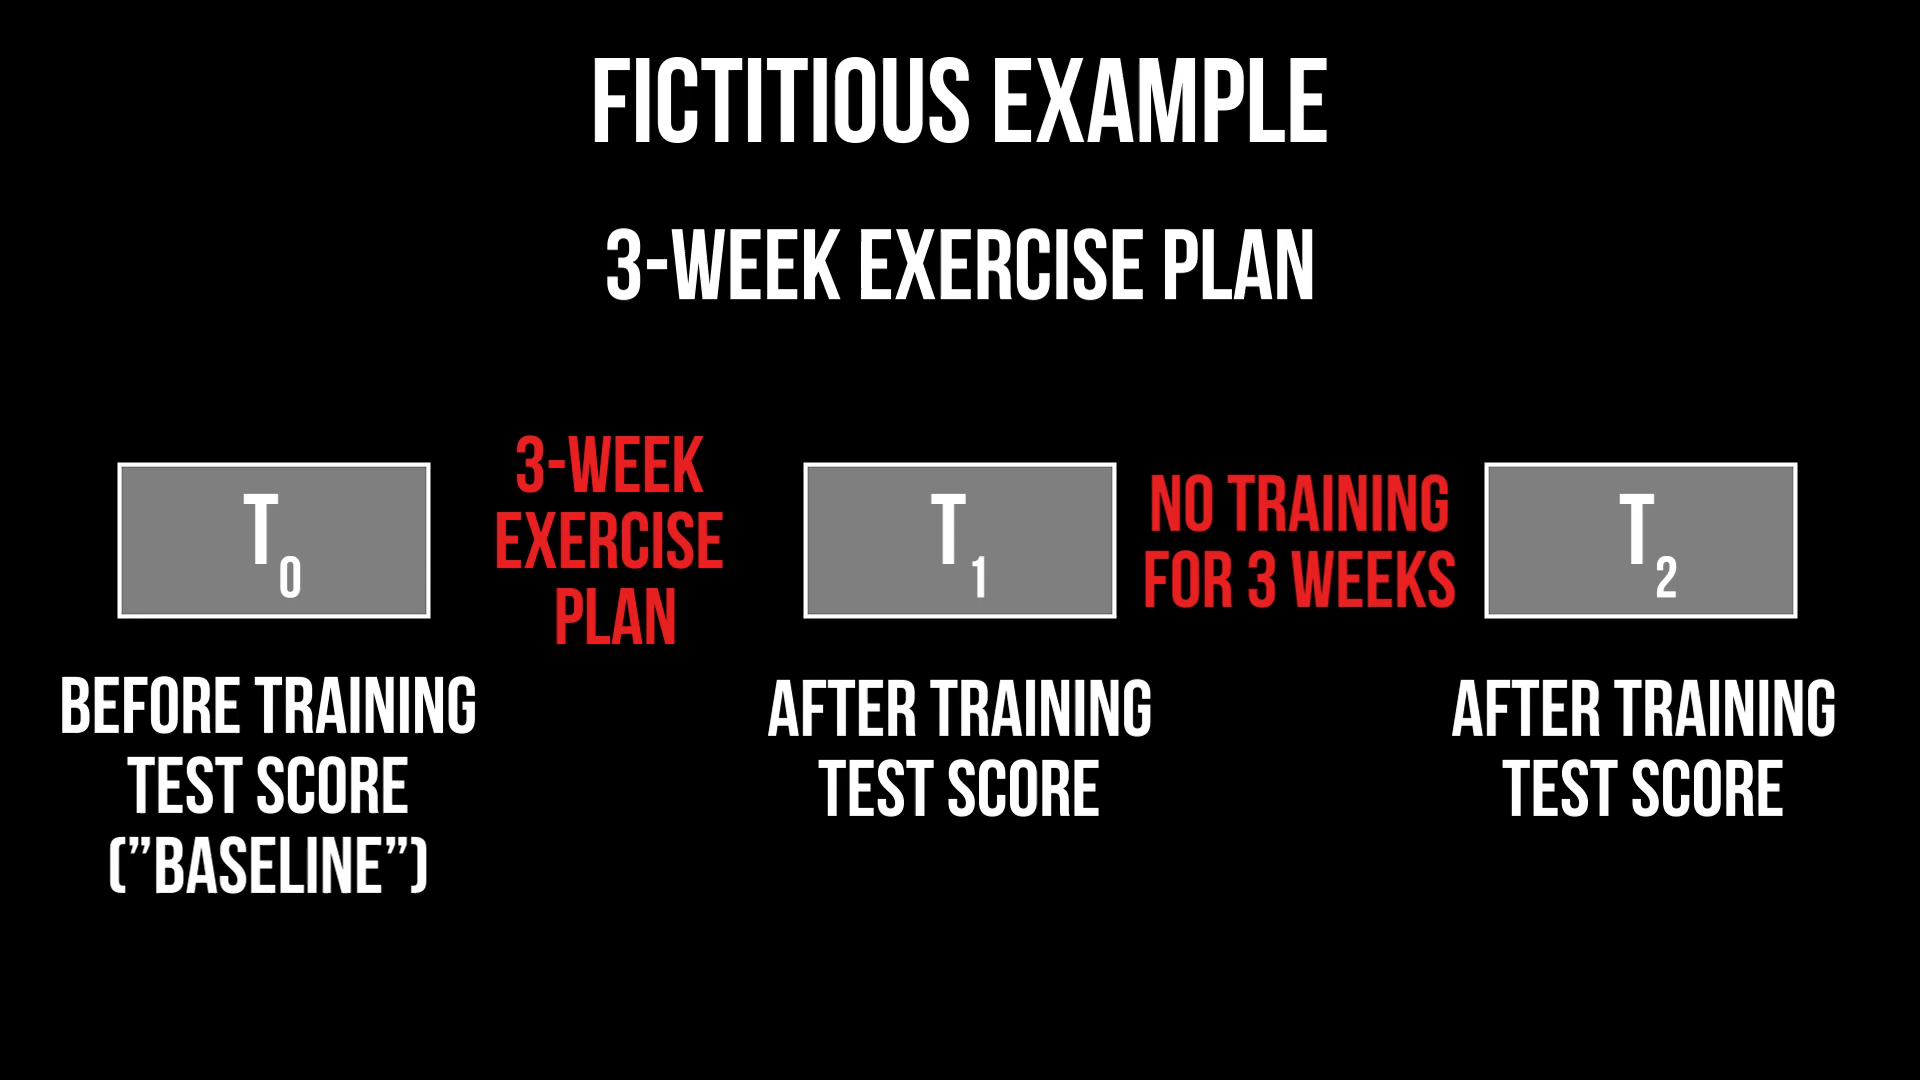 FICTITIOUS EXAMPLE
3-WEEK EXERCISE PLAN
T0
3-WEEK
EXERCISE
PLAN
T1
NO TRAINING
FOR 3 WEEKS
T2
BEFORE TRAINING
TEST SCORE
(”BASELINE”)
AFTER TRAINING
TEST SCORE
AFTER TRAINING
TEST SCORE